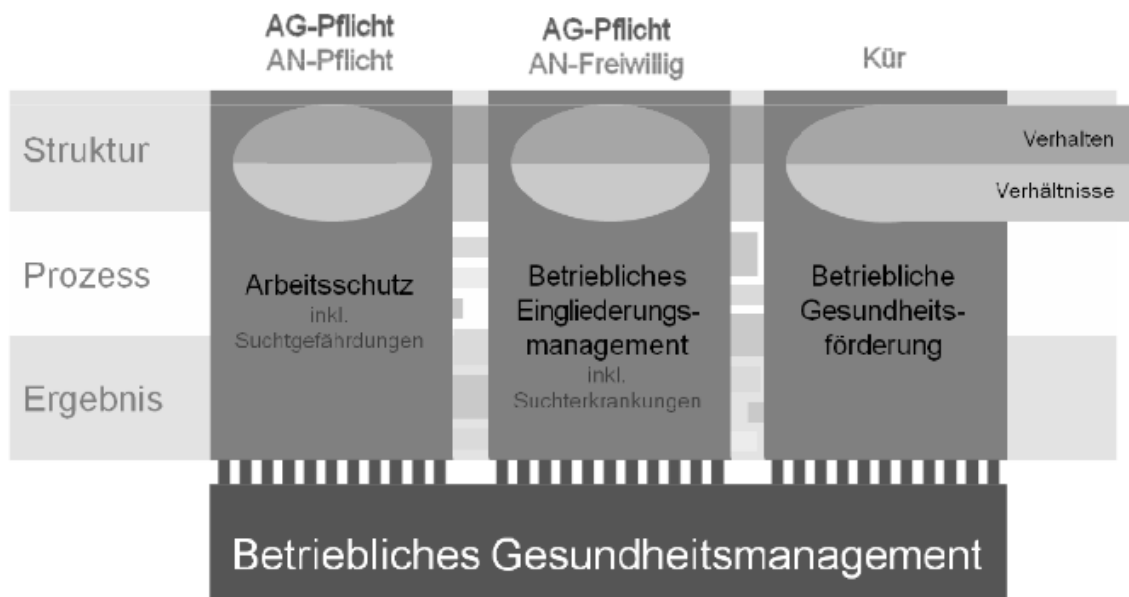 AG-Pflicht
AN-Pflicht
AG-Pflicht
AN-Freiwillig
Kür
Struktur
Verhalten
Verhältnisse
Prozess
Arbeitsschutz
inkl.
Suchtgefährdungen
Betriebliches
Eingliederungs-
management
inkl.
Suchterkrankungen
Betriebliche
Gesundheits-
förderung
Ergebnis
Betriebliches Gesundheitsmanagement